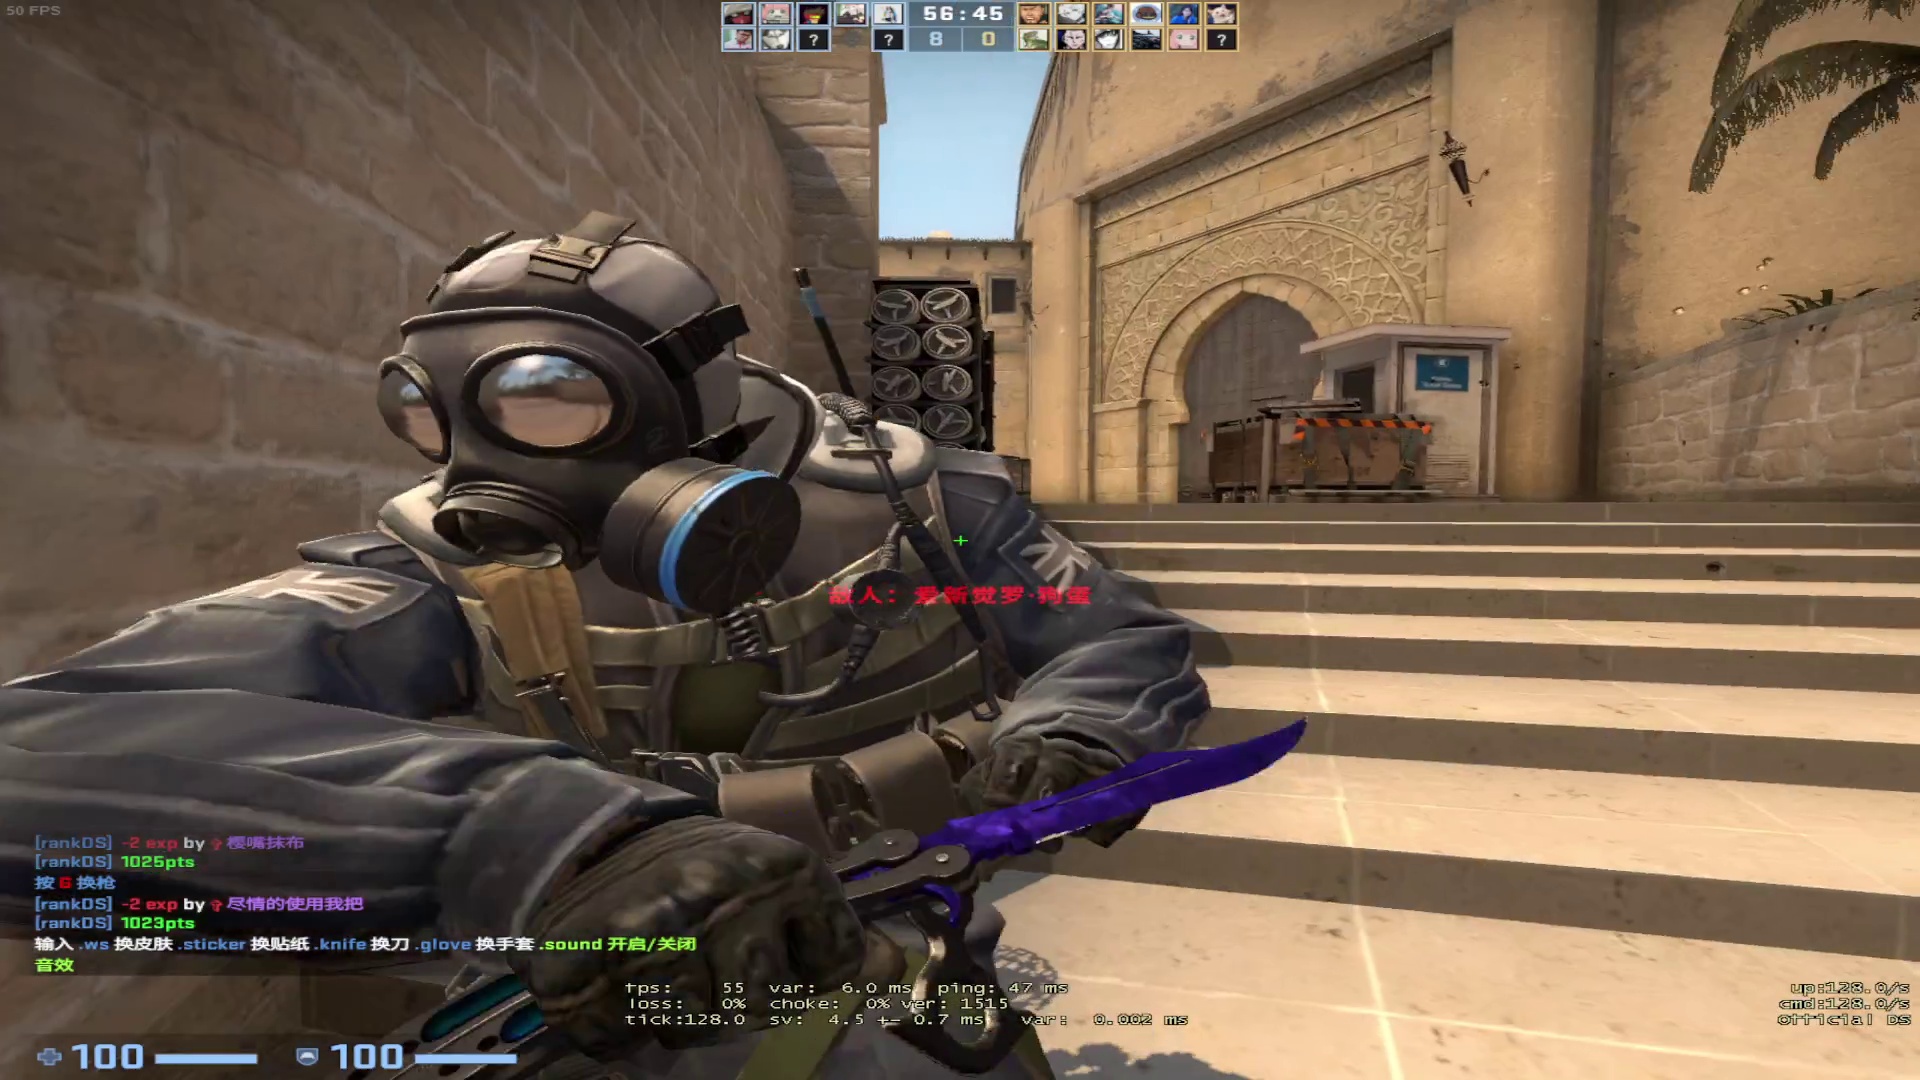 50 FPS
56:45
8 0
? ? ?
敌人：爱新觉罗·狗蛋
[rankDS] -2 exp by ✞樱嘴抹布
[rankDS] 1025pts
按 G 换枪
[rankDS] -2 exp by ✞尽情的使用我把
[rankDS] 1023pts
输入 .ws 换皮肤 .sticker 换贴纸 .knife 换刀 .glove 换手套 .sound 开启/关闭
音效
fps: 55 var: 6.0 ms ping: 47 ms
loss: 0% choke: 0% ver: 1515
tick:128.0 sv: 4.5 +- 0.7 ms var: 0.002 ms
up:128.0/s
cmd:128.0/s
Official DS
100 100